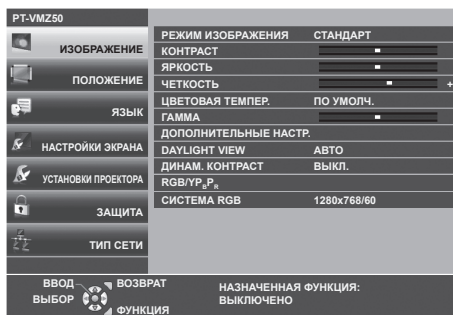 PT-VMZ50
ИЗОБРАЖЕНИЕ
ПОЛОЖЕНИЕ
ЯЗЫК
НАСТРОЙКИ ЭКРАНА
УСТАНОВКИ ПРОЕКТОРА
ЗАЩИТА
ТИП СЕТИ
РЕЖИМ ИЗОБРАЖЕНИЯ СТАНДАРТ
КОНТРАСТ
ЯРКОСТЬ
ЧЕТКОСТЬ +
ЦВЕТОВАЯ ТЕМПЕР. ПО УМОЛЧ.
ГАММА
ДОПОЛНИТЕЛЬНЫЕ НАСТР.
DAYLIGHT VIEW АВТО
ДИНАМ. КОНТРАСТ ВЫКЛ.
RGB/YPBPR
СИСТЕМА RGB 1280x768/60
ВВОД ВОЗВРАТ
ВЫБОР ФУНКЦИЯ
НАЗНАЧЕННАЯ ФУНКЦИЯ:
ВЫКЛЮЧЕНО